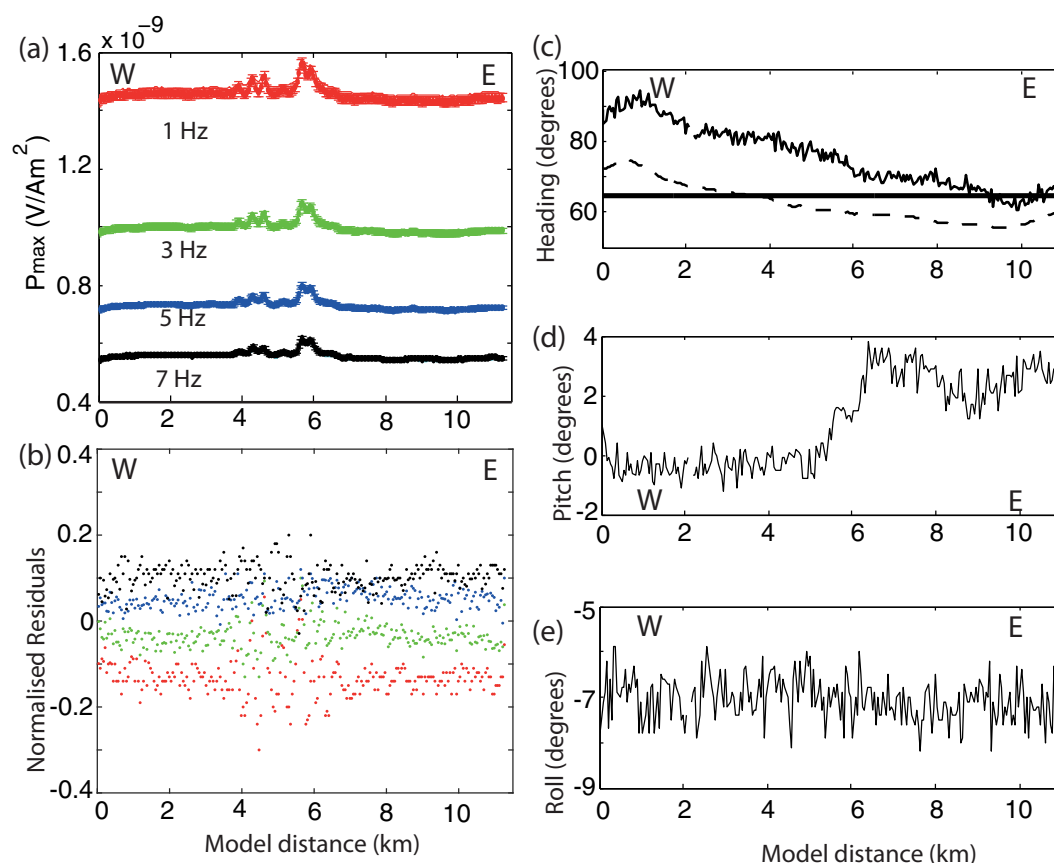 (a)
x 10⁻⁹
1.6
1.2
0.8
0.4
Pmax (V/Am²)
W
E
1 Hz
3 Hz
5 Hz
7 Hz
0 2 4 6 8 10
(b)
0.4
0.2
0
-0.2
-0.4
Normalised Residuals
W
E
0 2 4 6 8 10
Model distance (km)
(c)
100
80
60
Heading (degrees)
W
E
0 2 4 6 8 10
(d)
4
2
0
-2
Pitch (degrees)
W
E
0 2 4 6 8 10
(e)
-5
-7
-9
Roll (degrees)
W
E
0 2 4 6 8 10
Model distance (km)